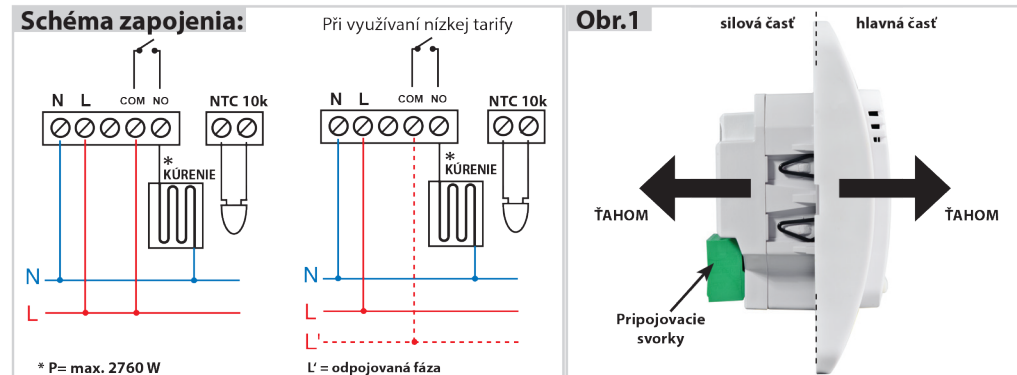 Schéma zapojenia:
Při využívaní nízkej tarify
N L COM NO NTC 10k
* KÚRENIE
N
L
* P= max. 2760 W
N L COM NO NTC 10k
* KÚRENIE
N
L
L'
L' = odpojovaná fáza
Obr.1
silová časť hlavná časť
ŤAHOM ŤAHOM
Pripojovacie
svorky